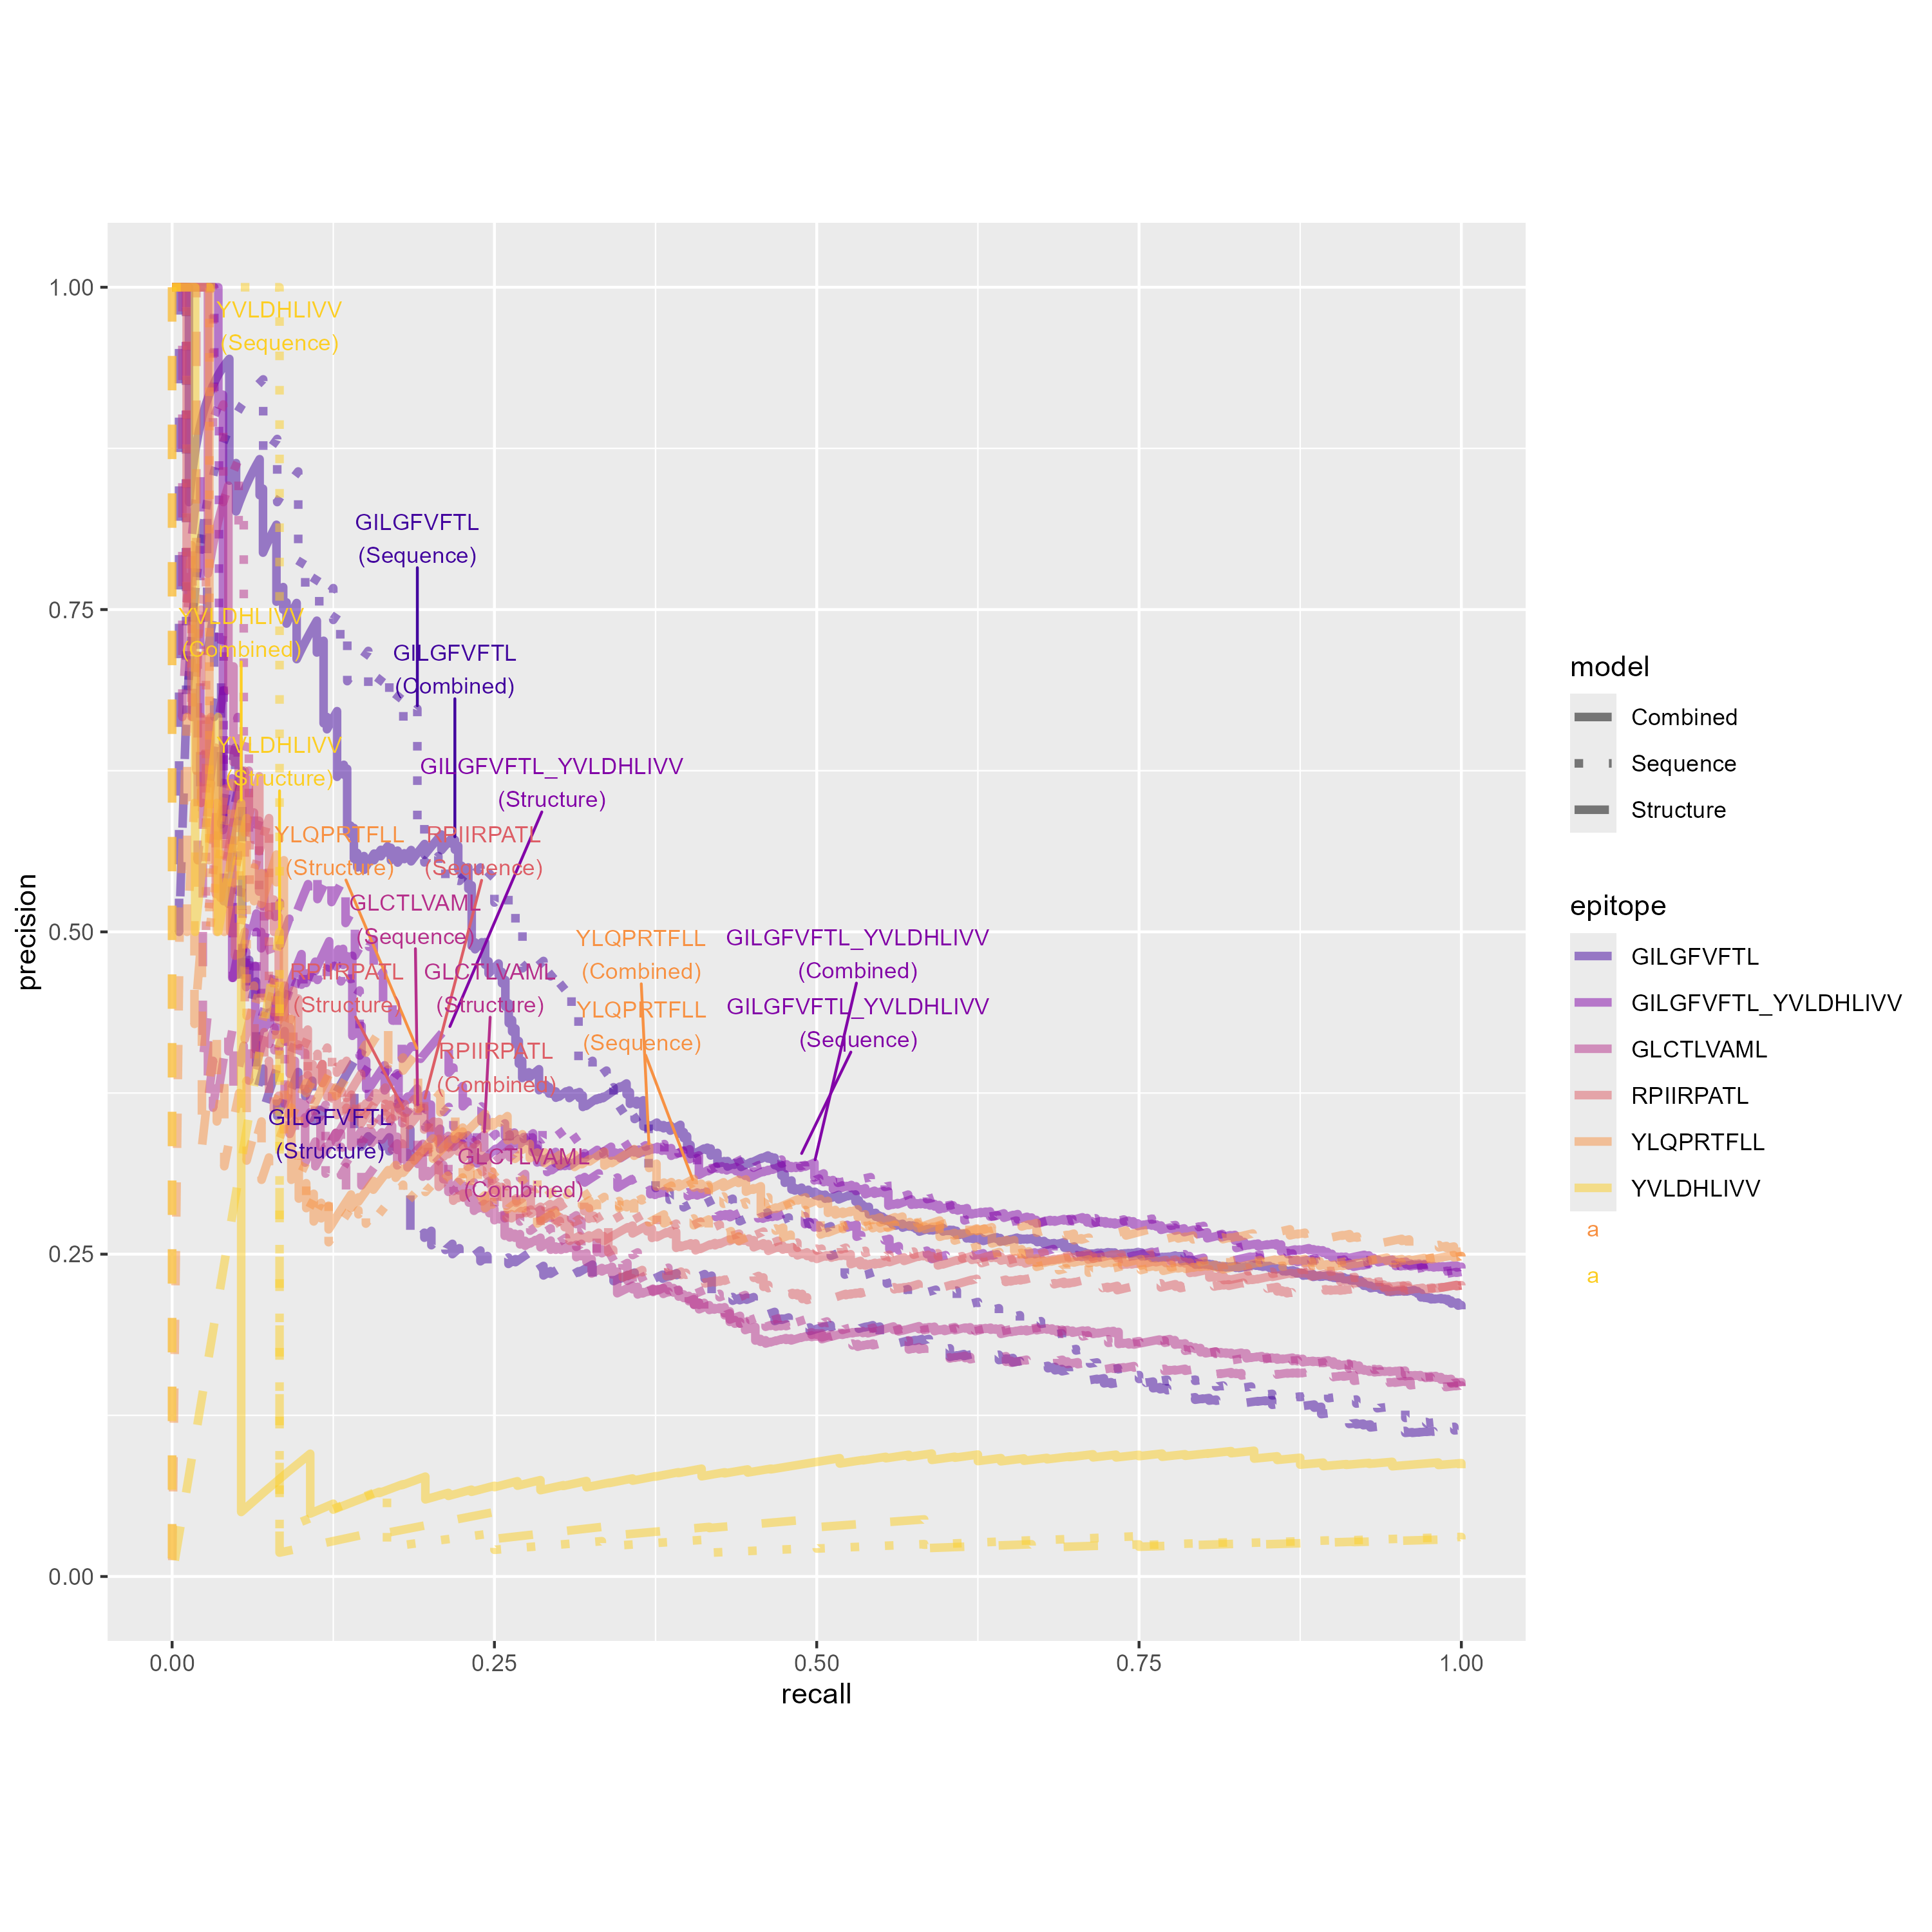 1.00
0.75
0.50
0.25
0.00
precision
0.00
0.25
0.50
0.75
1.00
recall
YVLDHLIVV
(Sequence)
GILGFVFTL
(Sequence)
YVLDHLIVV
(Combined)
GILGFVFTL
(Combined)
YVLDHLIVV
(Structure)
GILGFVFTL_YVLDHLIVV
(Structure)
YLQPRTFLL
(Structure)
RPIIRPATL
(Sequence)
GLCTLVAML
(Sequence)
YLQPRTFLL
(Combined)
GILGFVFTL_YVLDHLIVV
(Combined)
RPIIRPATL
(Structure)
GLCTLVAML
(Structure)
YLQPRTFLL
(Sequence)
GILGFVFTL_YVLDHLIVV
(Sequence)
RPIIRPATL
(Combined)
GILGFVFTL
(Structure)
GLCTLVAML
(Combined)
model
Combined
Sequence
Structure
epitope
GILGFVFTL
GILGFVFTL_YVLDHLIVV
GLCTLVAML
RPIIRPATL
YLQPRTFLL
YVLDHLIVV
a
a